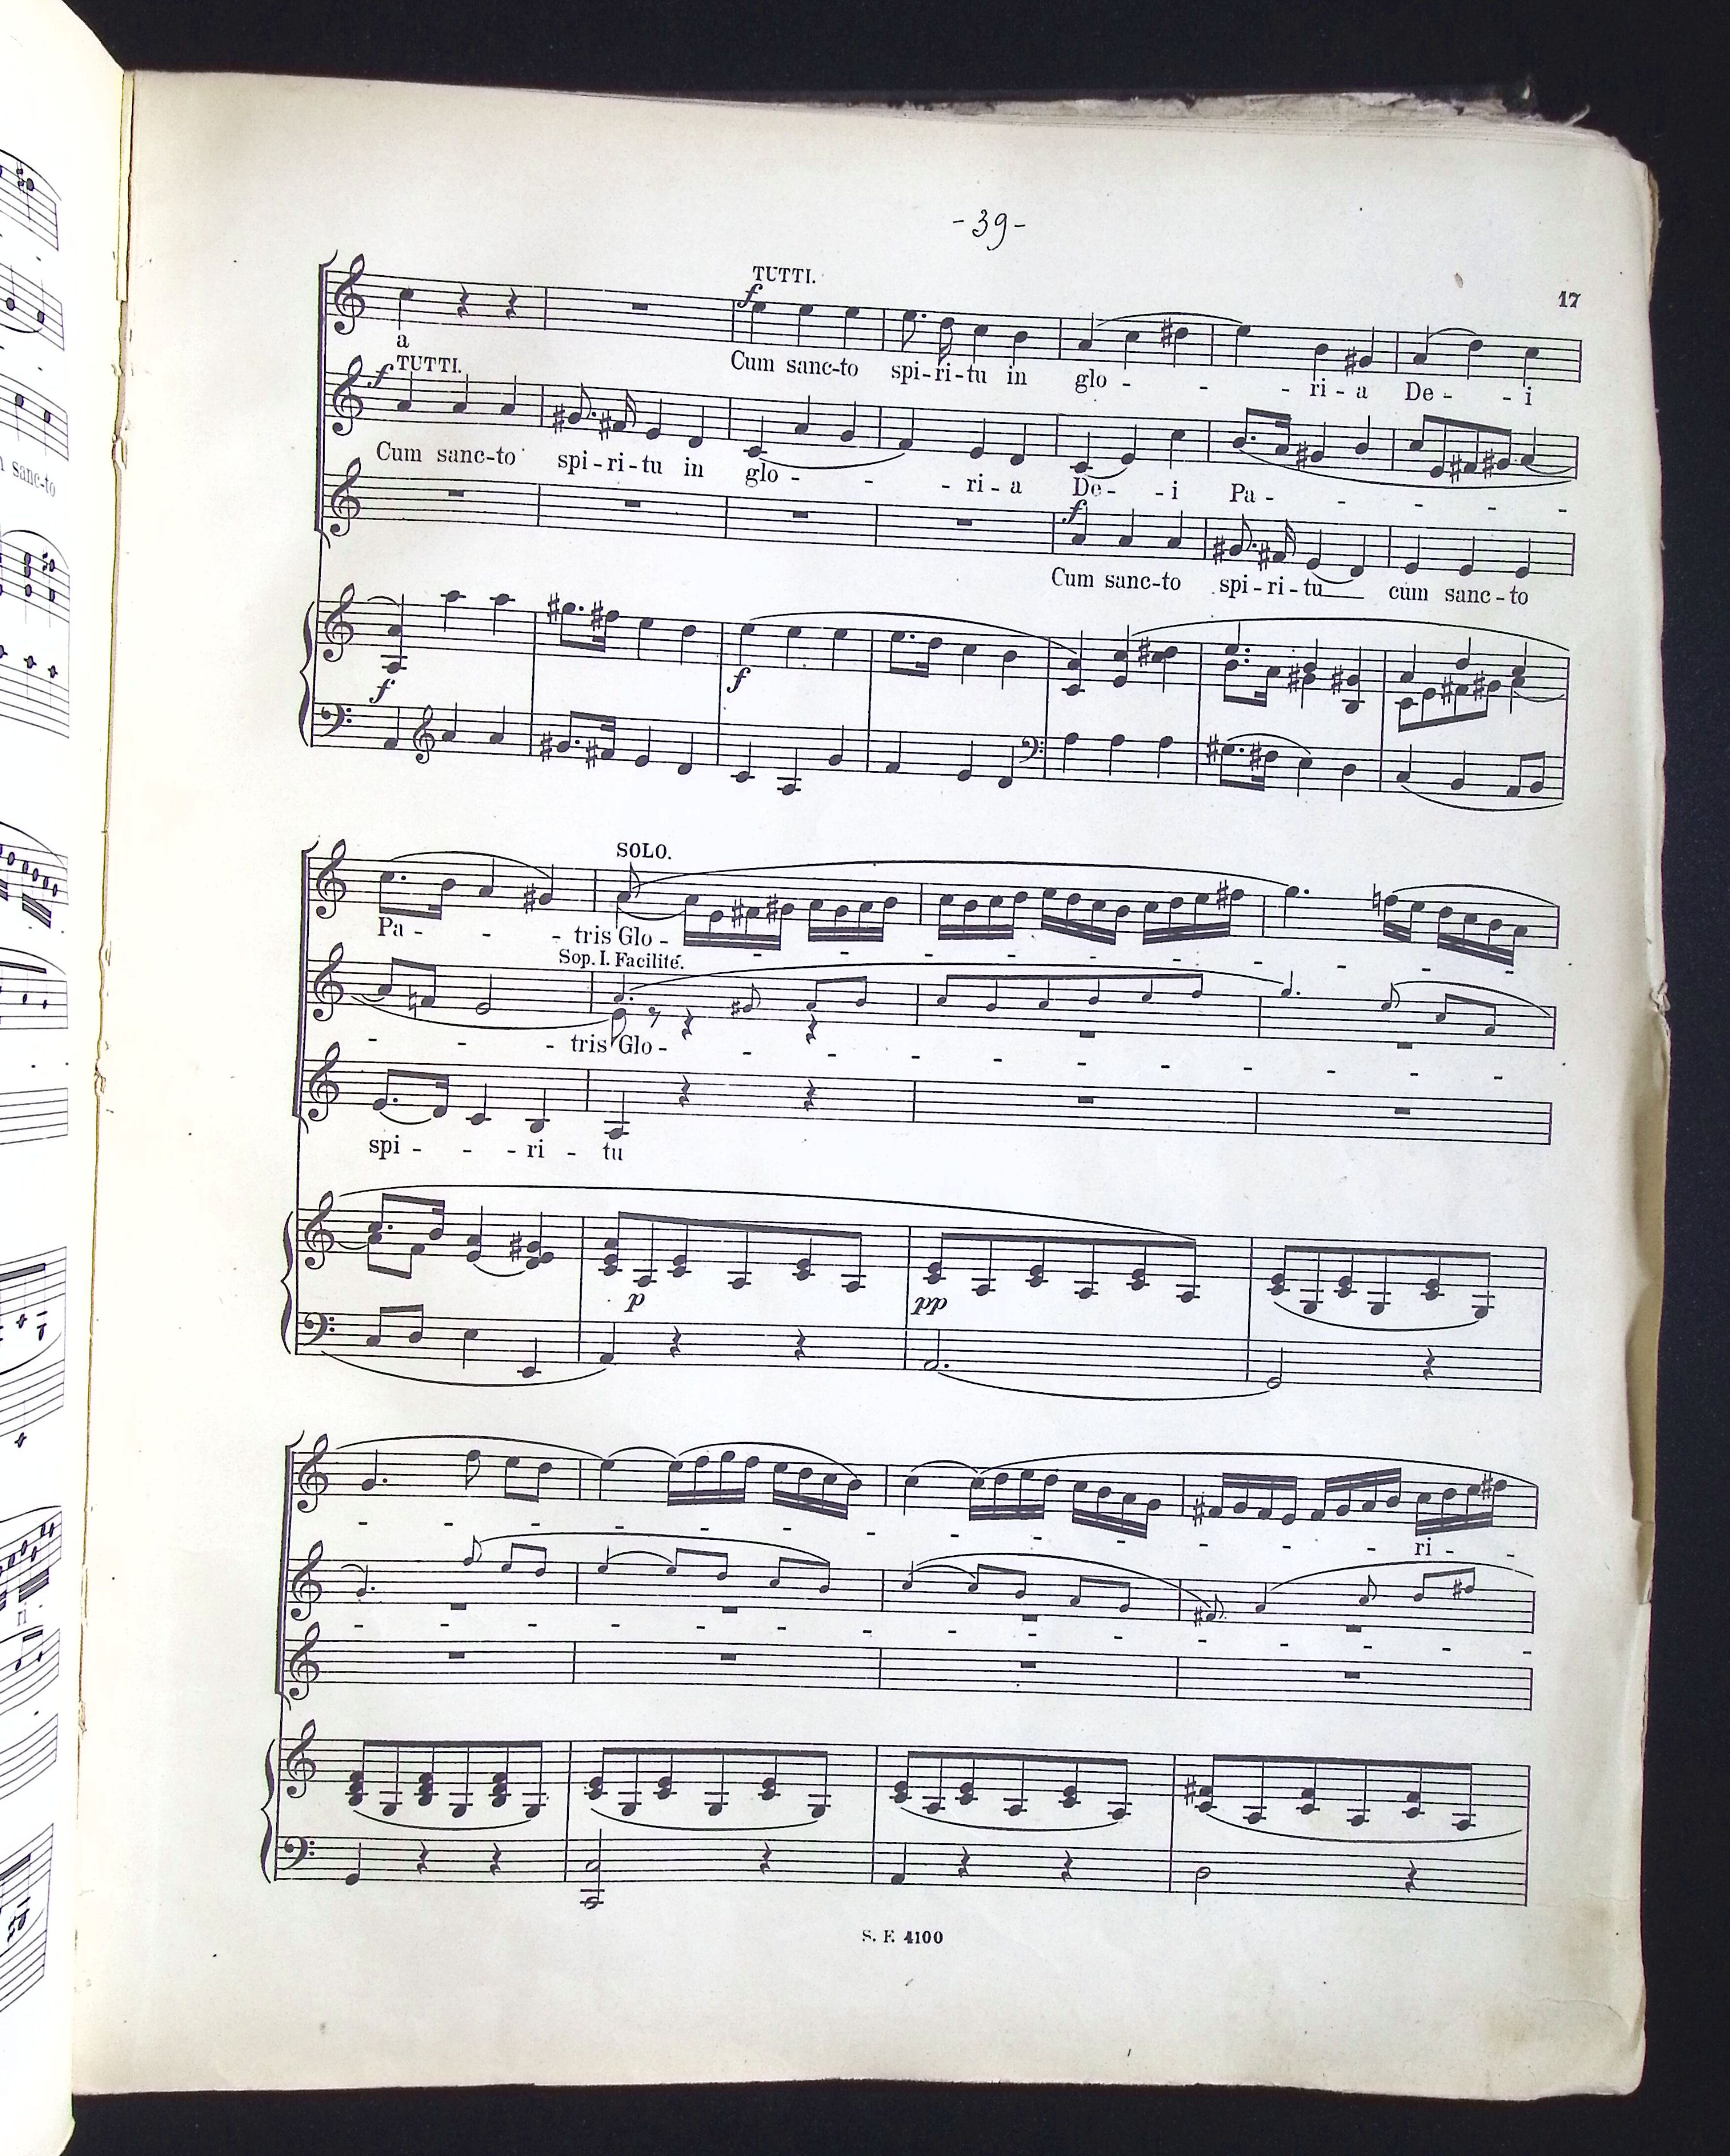 -39-
17
TUTTI.
f
a
Cum sanc-to spi-ri-tu in glo - - - ri - a De - - i
f TUTTI.
Cum sanc-to spi-ri-tu in glo - - - ri - a De - - i Pa - - - - -
f
Cum sanc-to spi-ri-tu cum sanc-to
f f
SOLO.
Pa - - - tris Glo - - - - - - - - - - -
Sop. I. Facilité.
- - - tris Glo - - - - - - - - - - -
spi - - - ri - tu
p pp
- - - - - - - - - - - - - ri - -
- - - - - - - - - - - - - - -
S. F. 4100
sanc-to